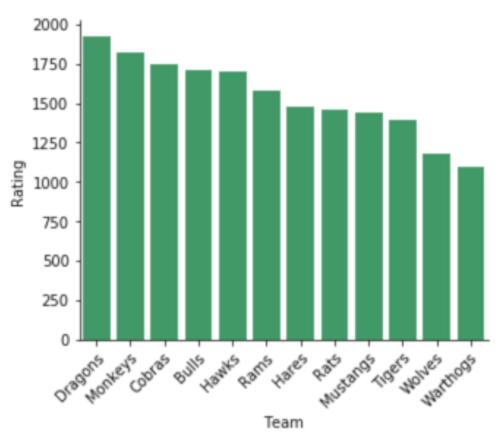 2000
1750
1500
1250
1000
750
500
250
0
Rating
Dragons
Monkeys
Cobras
Bulls
Hawks
Rams
Hares
Rats
Mustangs
Tigers
Wolves
Warthogs
Team